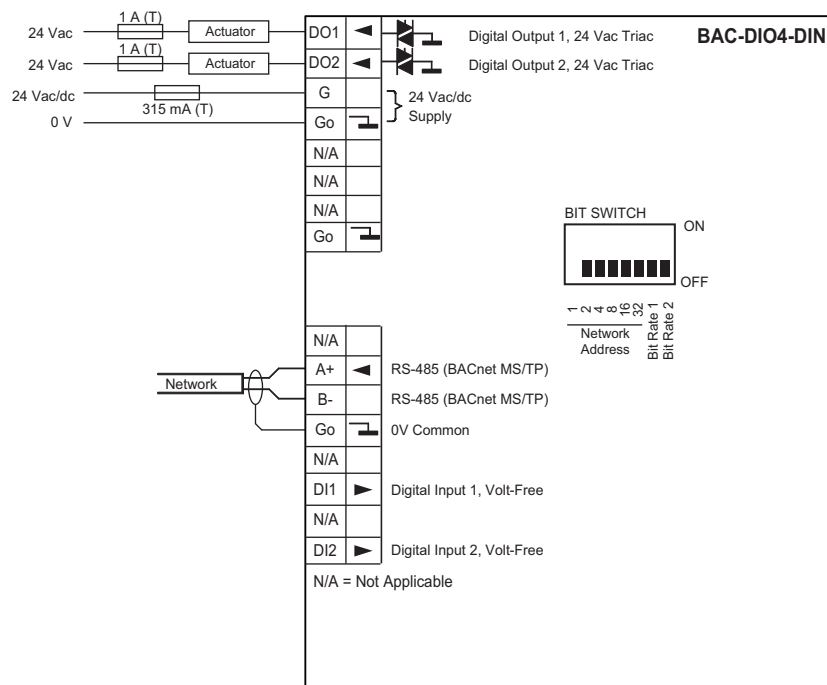 1 A (T)
24 Vac
Actuator
DO1
Digital Output 1, 24 Vac Triac
BAC-DIO4-DIN
1 A (T)
24 Vac
Actuator
DO2
Digital Output 2, 24 Vac Triac
24 Vac/dc
315 mA (T)
G
24 Vac/dc
Supply
0 V
Go
N/A
N/A
N/A
Go
BIT SWITCH
ON
OFF
1
2
4
8
16
32
Bit Rate 1
Bit Rate 2
Network
Address
N/A
Network
A+
RS-485 (BACnet MS/TP)
B-
RS-485 (BACnet MS/TP)
Go
0V Common
N/A
DI1
Digital Input 1, Volt-Free
N/A
DI2
Digital Input 2, Volt-Free
N/A = Not Applicable